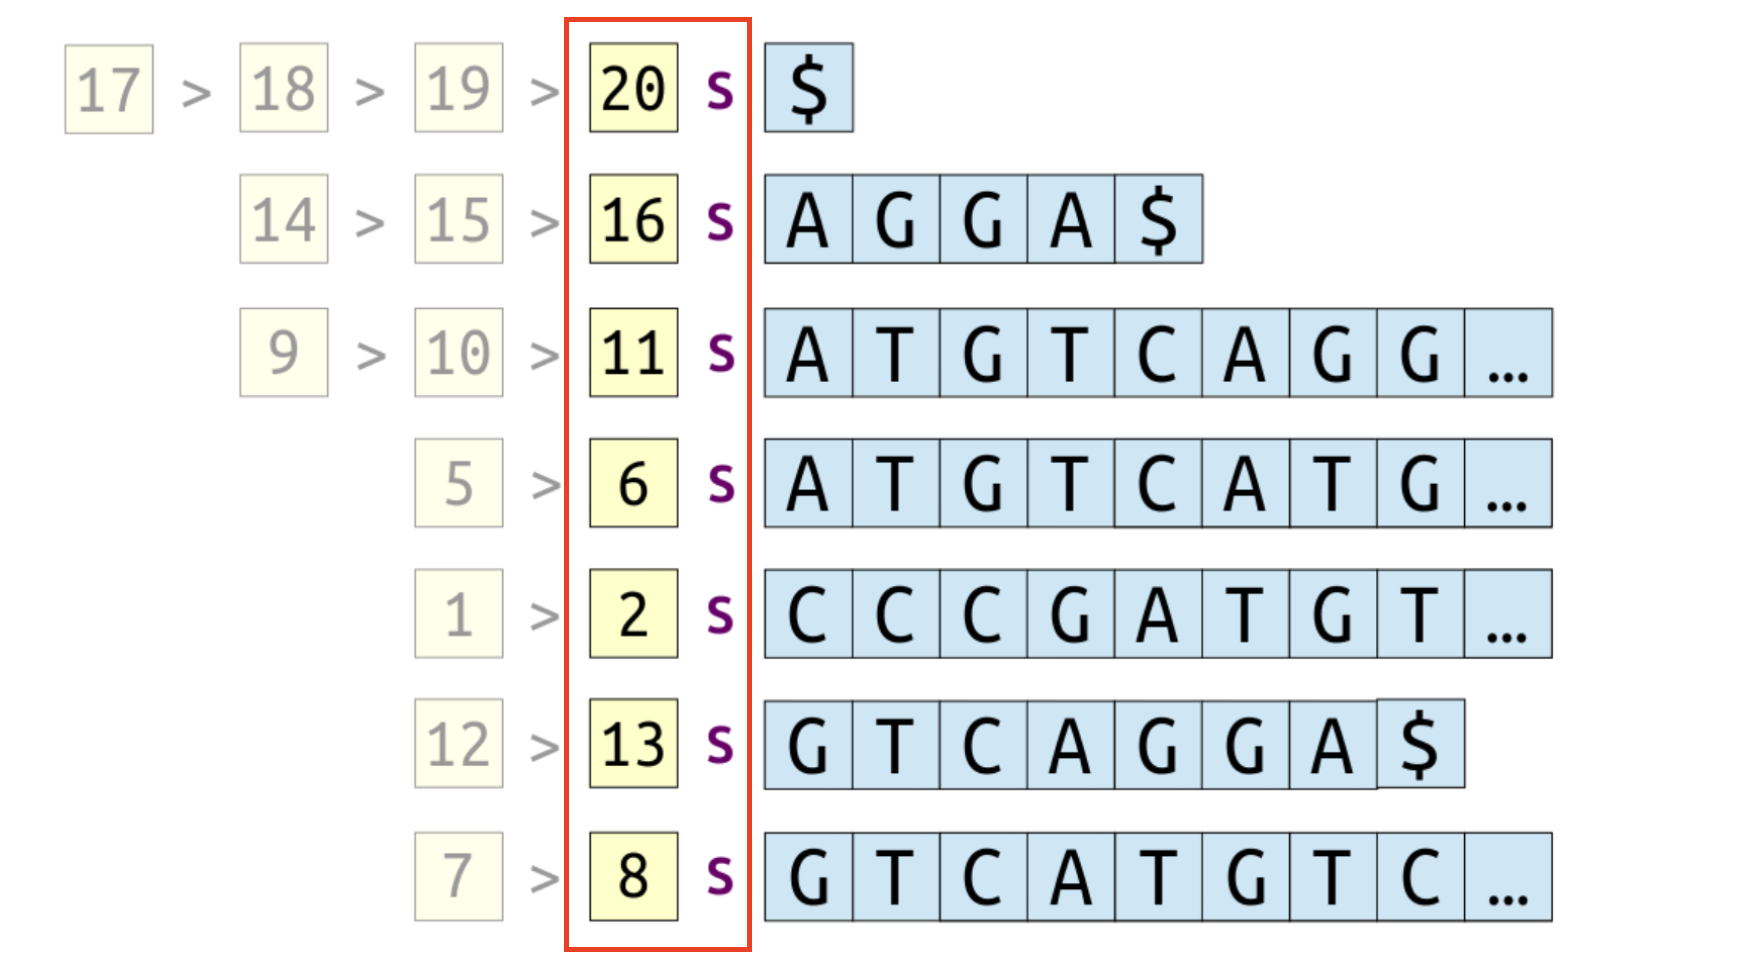 17 > 18 > 19 > 20 S $
14 > 15 > 16 S A G G A $
9 > 10 > 11 S A T G T C A G G ...
5 > 6 S A T G T C A T G ...
1 > 2 S C C C G A T G T ...
12 > 13 S G T C A G G A $
7 > 8 S G T C A T G T C ...